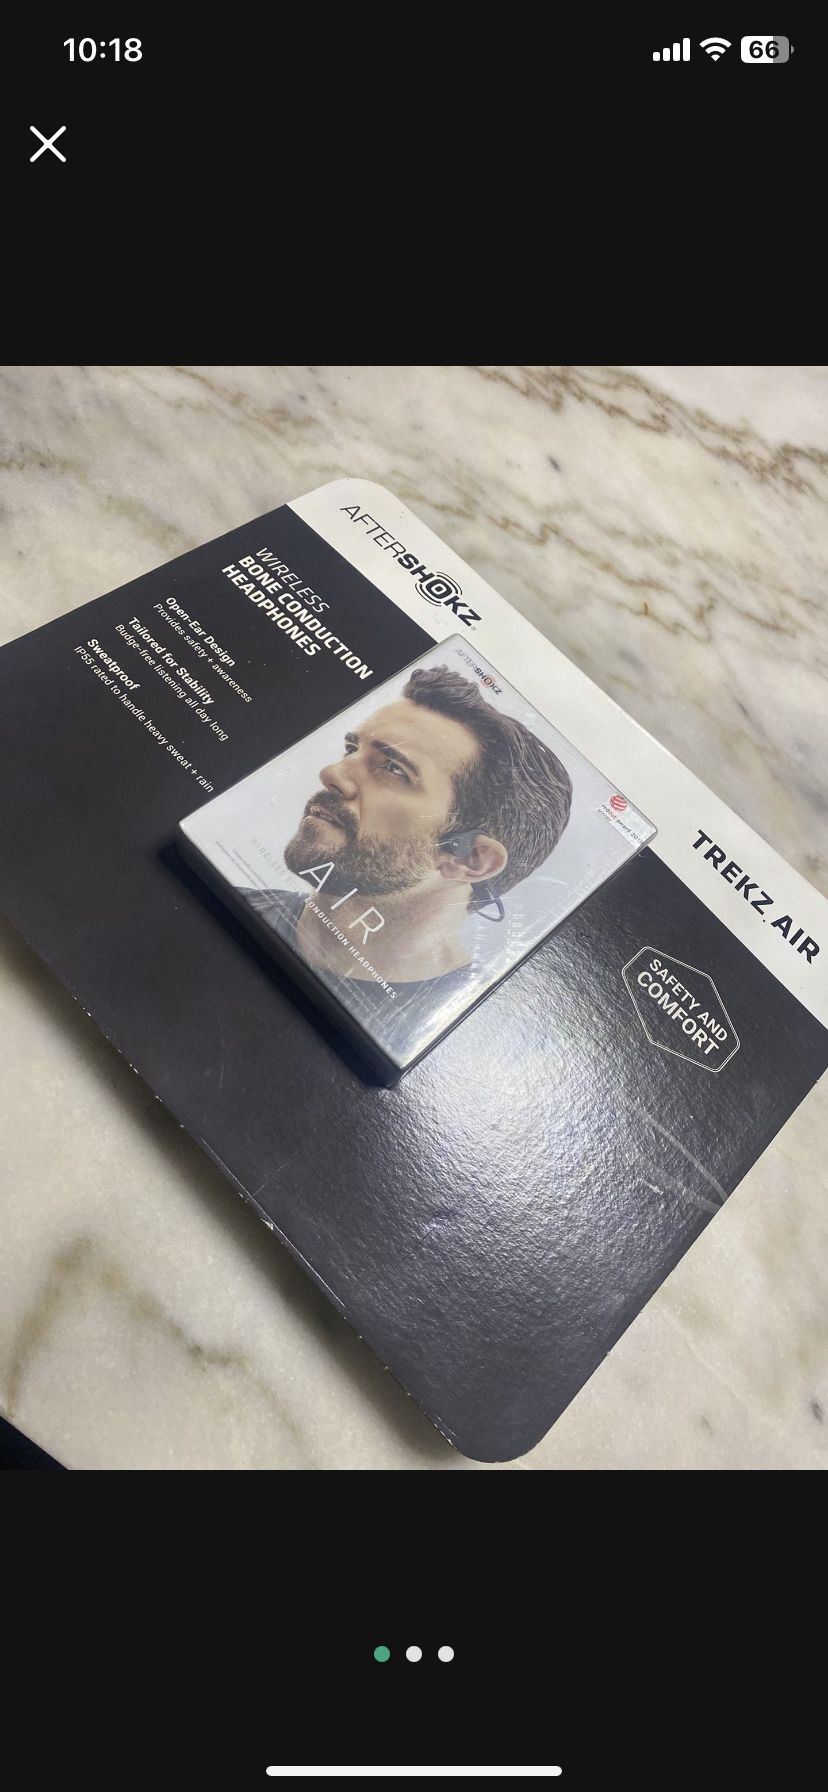 10:18
66
AFTERSHOKZ
WIRELESS
BONE CONDUCTION
HEADPHONES
Open-Ear Design
Provides safety + awareness
Tailored for Stability
Budge-free listening all day long
Sweatproof
IP55 rated to handle heavy sweat + rain
AFTERSHOKZ
reddot award
AIR
CONDUCTION HEADPHONES
TREKZ AIR
SAFETY AND
COMFORT